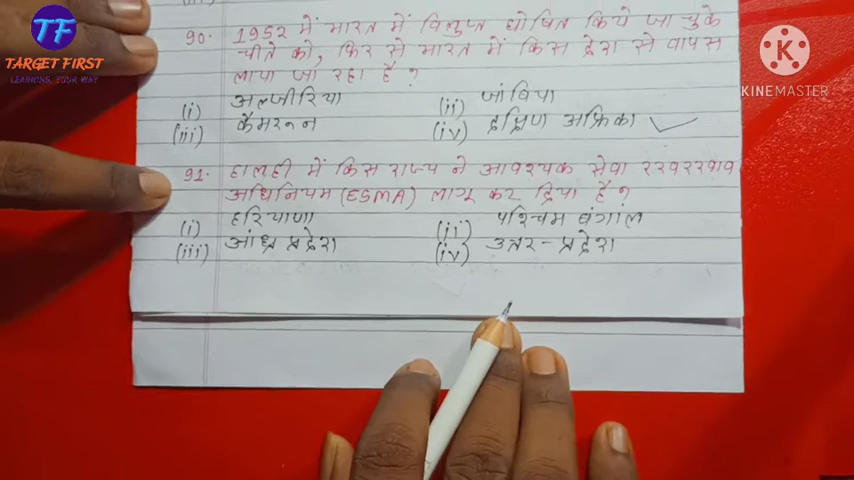 TF
TARGET FIRST
LEARNING, YOUR WAY
KINEMASTER
90. 1952 में भारत में विलुप्त घोषित किये जा चुके
चीते को, फिर से भारत में किस देश से वापस
लाया जा रहा है ?
(i) अल्जीरिया (ii) जांबिया
(iii) कैमरून (iv) दक्षिण अफ्रिका
91. हालही में किस राज्य ने आवश्यक सेवा रखरखाव
अधिनियम (ESMA) लागू कर दिया है ?
(i) हरियाणा (ii) पश्चिम बंगाल
(iii) आंध्र प्रदेश (iv) उत्तर-प्रदेश